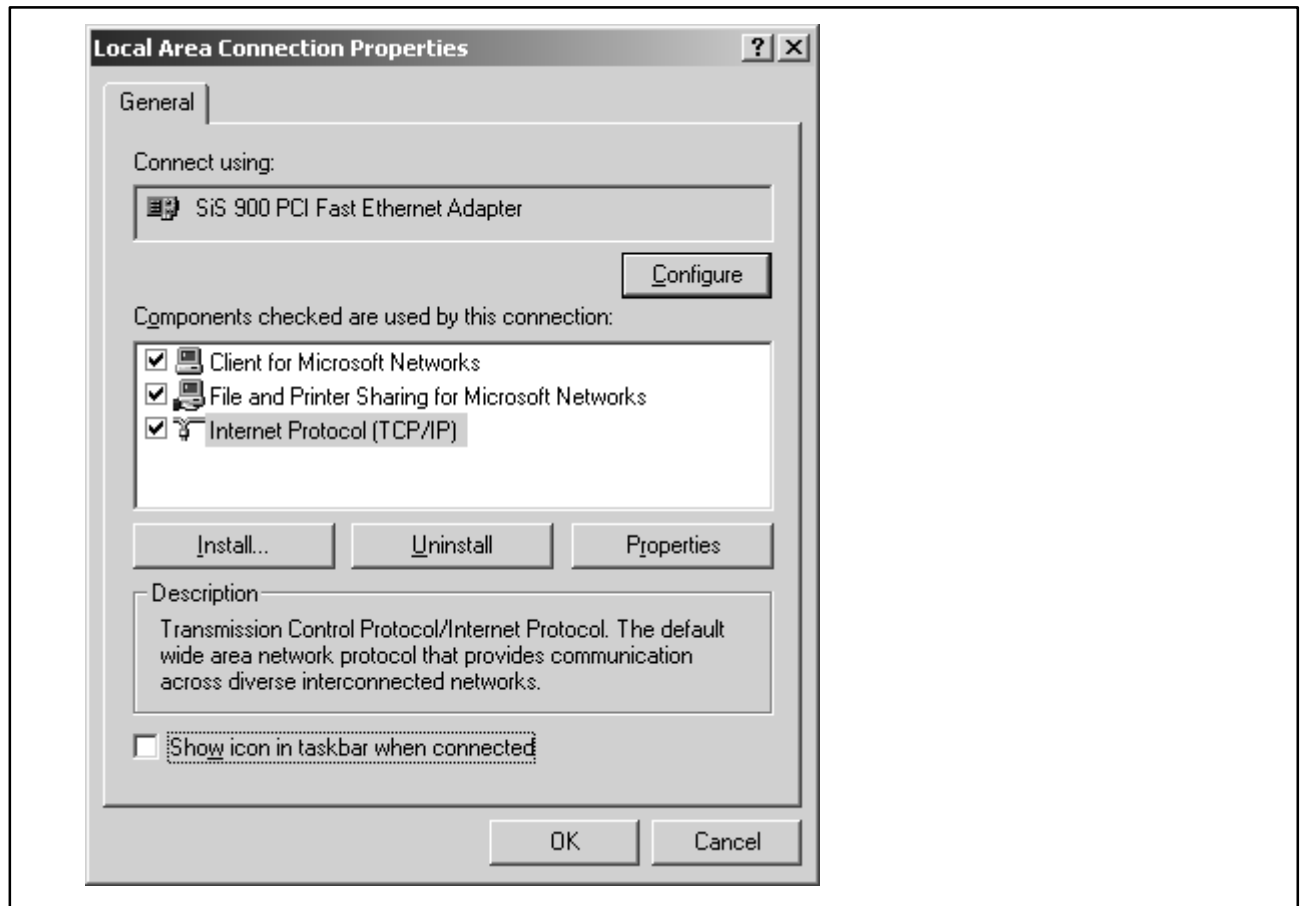 Local Area Connection Properties
General
Connect using:
SiS 900 PCI Fast Ethernet Adapter
Configure
Components checked are used by this connection:
Client for Microsoft Networks
File and Printer Sharing for Microsoft Networks
Internet Protocol (TCP/IP)
Install... Uninstall Properties
Description
Transmission Control Protocol/Internet Protocol. The default
wide area network protocol that provides communication
across diverse interconnected networks.
Show icon in taskbar when connected
OK Cancel